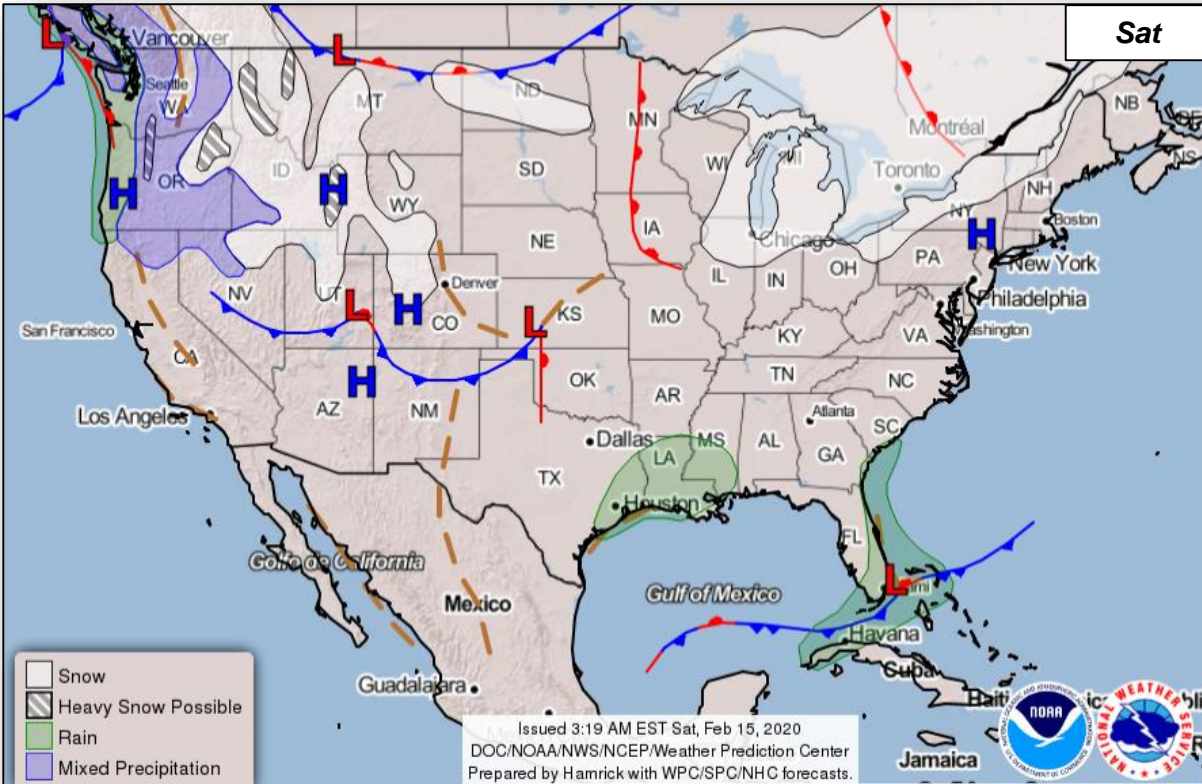 Sat
L
L
Vancouver
Seattle
WA
MT
ND
MN
NB
Montréal
NS
OR
ID
SD
WI
MI
Toronto
H
H
WY
IA
NY
NH
Boston
H
NE
Chicago
PA
New York
NV
UT
Denver
IL
IN
OH
Philadelphia
L
H
CO
L
KS
MO
KY
VA
San Francisco
CA
H
OK
TN
NC
Los Angeles
AZ
NM
AR
Atlanta
SC
Dallas
MS
AL
GA
TX
LA
Houston
FL
Golfo de California
L
Mexico
Gulf of Mexico
Havana
Cuba
Guadalajara
Jamaica
Snow
Heavy Snow Possible
Rain
Mixed Precipitation
Issued 3:19 AM EST Sat, Feb 15, 2020
DOC/NOAA/NWS/NCEP/Weather Prediction Center
Prepared by Hamrick with WPC/SPC/NHC forecasts.
NOAA
NATIONAL WEATHER SERVICE